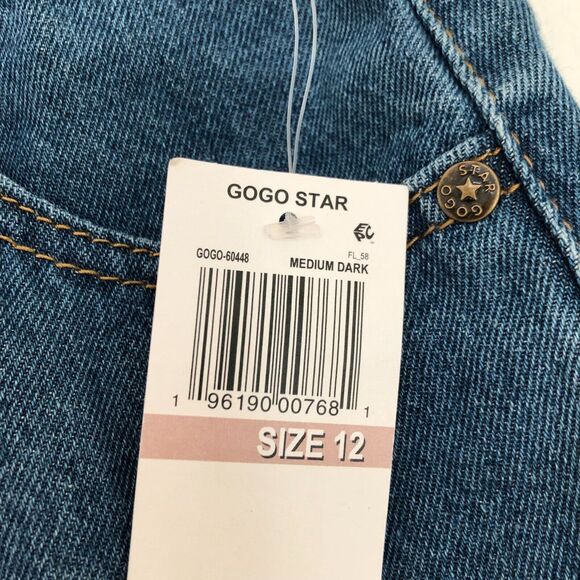 GOGO STAR
GOGO-60448
FL_58
MEDIUM DARK
1 96190 00768 1
SIZE 12
STAR
GOGO